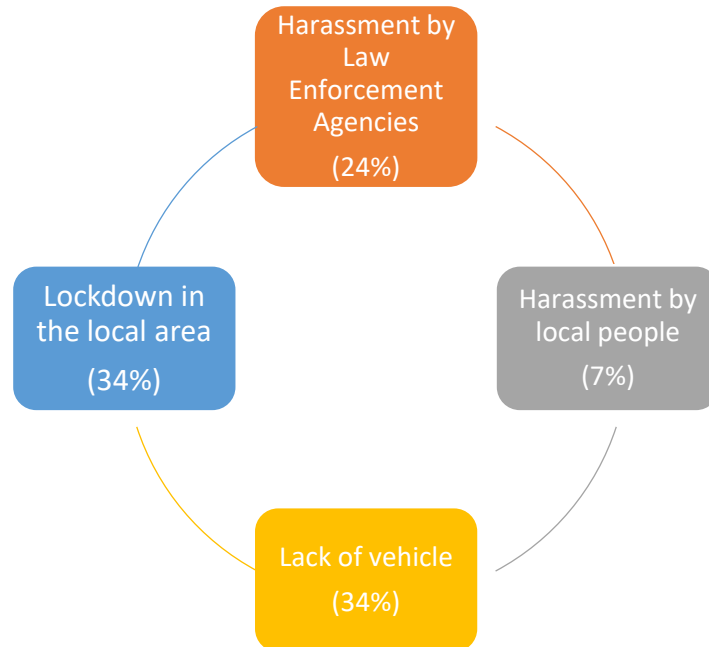 Harassment by
Law
Enforcement
Agencies
(24%)
Lockdown in
the local area
(34%)
Harassment by
local people
(7%)
Lack of vehicle
(34%)